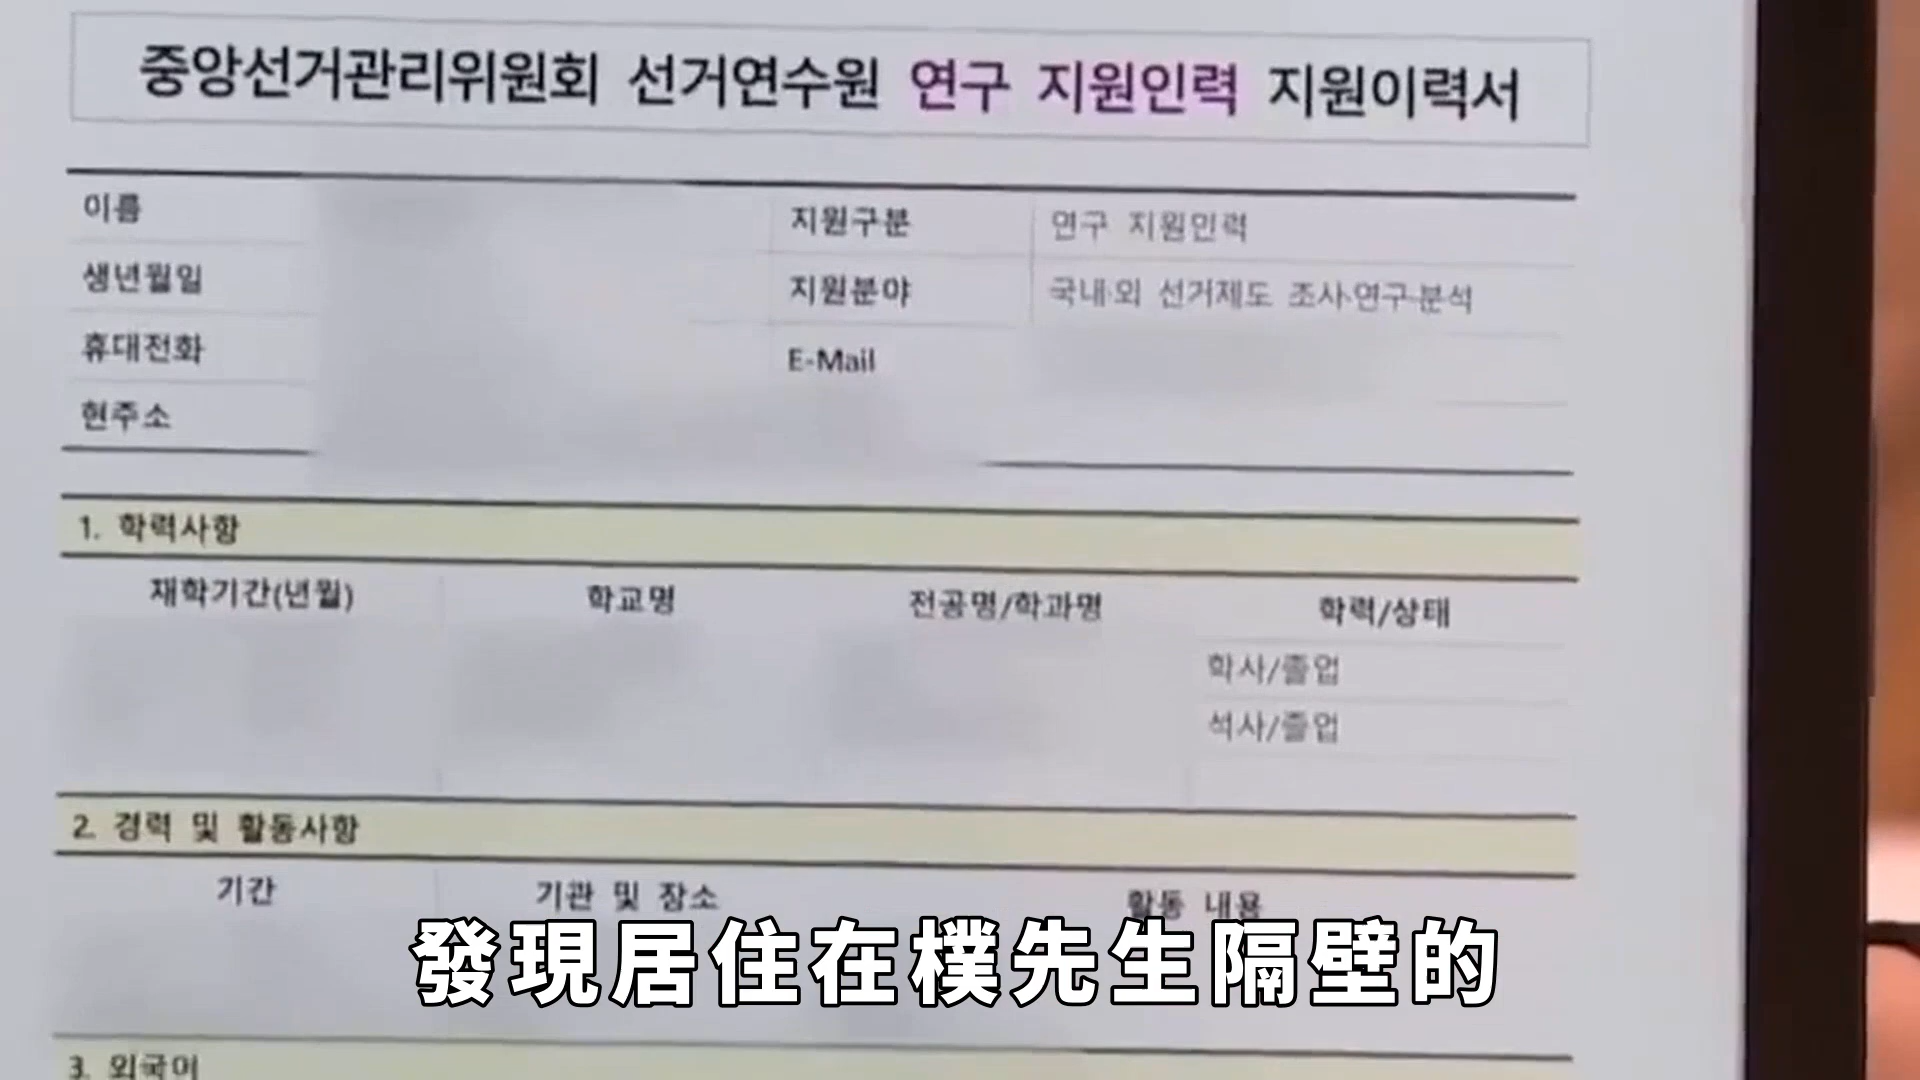 중앙선거관리위원회 선거연수원 연구 지원인력 지원이력서
이름 지원구분 연구 지원인력
생년월일 지원분야 국내·외 선거제도 조사·연구·분석
휴대전화 E-Mail
현주소
1. 학력사항
재학기간(년월) 학교명 전공명/학과명 학력/상태
학사/졸업
석사/졸업
2. 경력 및 활동사항
기간 기관 및 장소 활동 내용
發現居住在樸先生隔壁的
3. 외국어